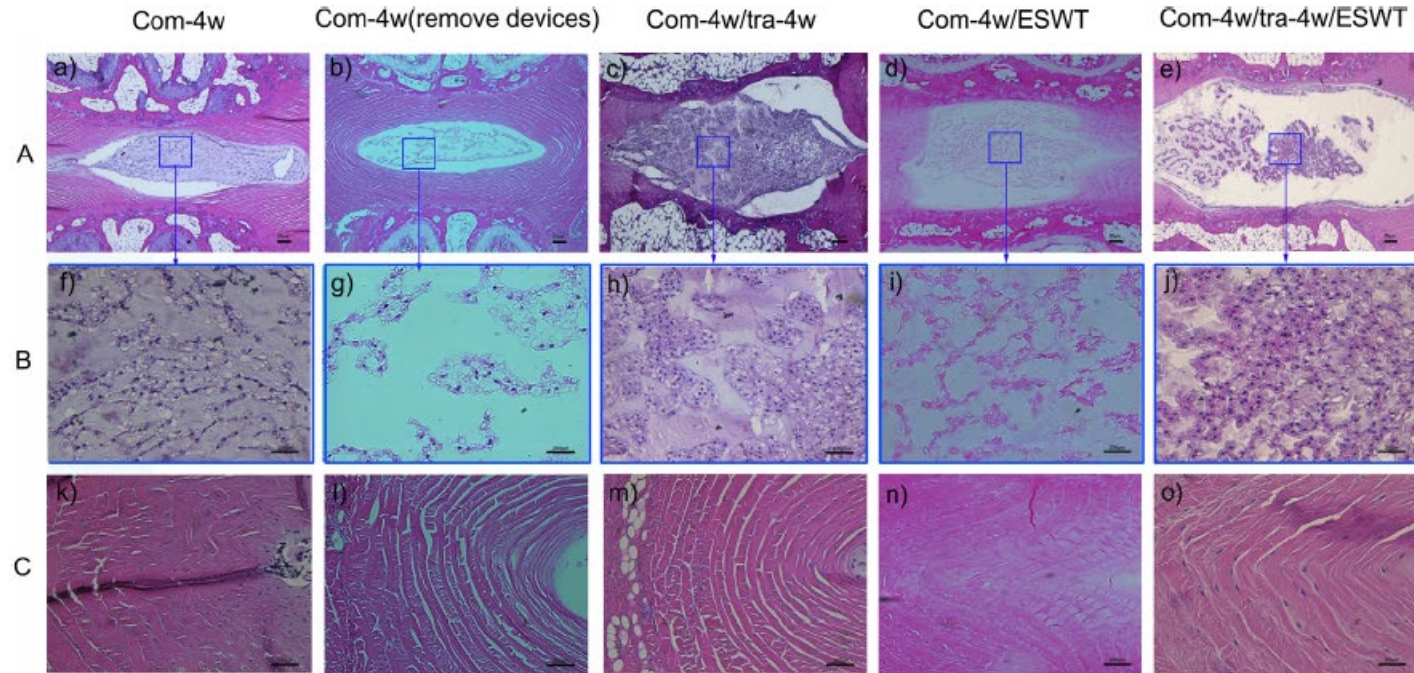 Com-4w Com-4w(remove devices) Com-4w/tra-4w Com-4w/ESWT Com-4w/tra-4w/ESWT
A a) b) c) d) e)
B f) g) h) i) j)
C k) l) m) n) o)